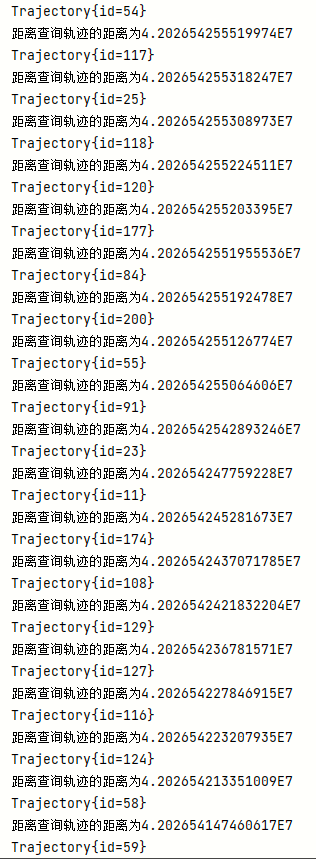 Trajectory{id=54}
距离查询轨迹的距离为4.202654255519974E7
Trajectory{id=117}
距离查询轨迹的距离为4.202654255318247E7
Trajectory{id=25}
距离查询轨迹的距离为4.202654255308973E7
Trajectory{id=118}
距离查询轨迹的距离为4.202654255224511E7
Trajectory{id=120}
距离查询轨迹的距离为4.202654255203395E7
Trajectory{id=177}
距离查询轨迹的距离为4.2026542551955536E7
Trajectory{id=84}
距离查询轨迹的距离为4.202654255192478E7
Trajectory{id=200}
距离查询轨迹的距离为4.202654255126774E7
Trajectory{id=55}
距离查询轨迹的距离为4.202654255064606E7
Trajectory{id=91}
距离查询轨迹的距离为4.2026542542893246E7
Trajectory{id=23}
距离查询轨迹的距离为4.202654247759228E7
Trajectory{id=11}
距离查询轨迹的距离为4.202654245281673E7
Trajectory{id=174}
距离查询轨迹的距离为4.2026542437071785E7
Trajectory{id=108}
距离查询轨迹的距离为4.2026542421832204E7
Trajectory{id=129}
距离查询轨迹的距离为4.202654236781571E7
Trajectory{id=127}
距离查询轨迹的距离为4.202654227846915E7
Trajectory{id=116}
距离查询轨迹的距离为4.202654223207935E7
Trajectory{id=124}
距离查询轨迹的距离为4.202654213351009E7
Trajectory{id=58}
距离查询轨迹的距离为4.202654147460617E7
Trajectory{id=59}